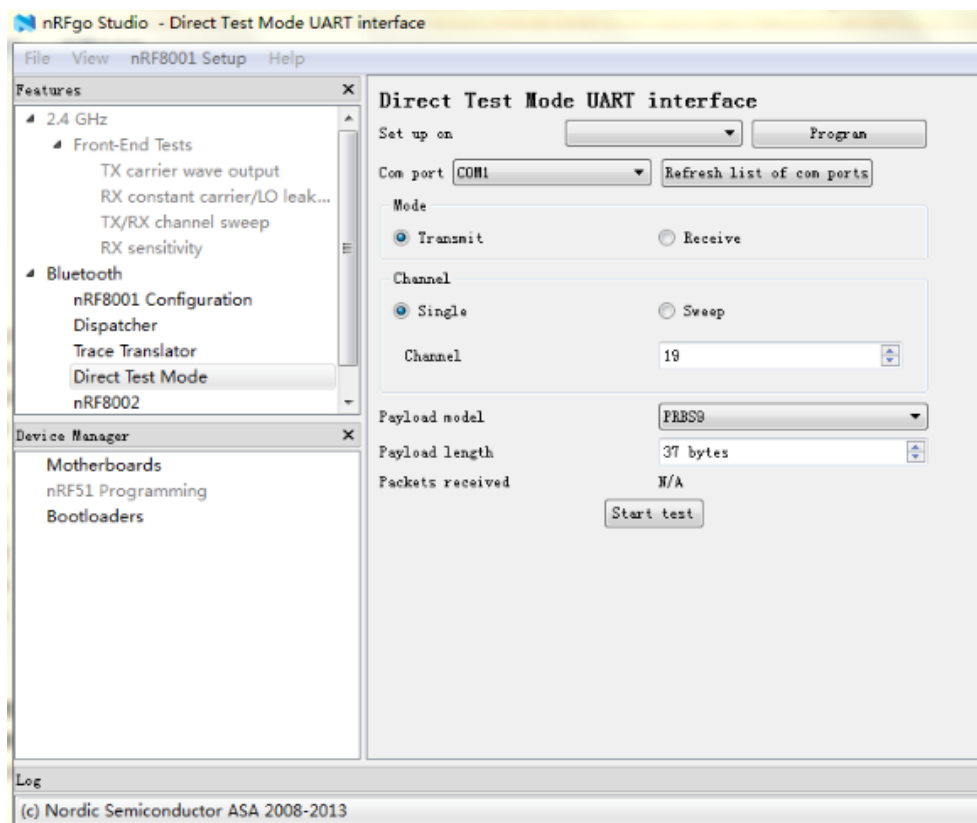 nRFgo Studio - Direct Test Mode UART interface
File View nRF8001 Setup Help
Features
2.4 GHz
Front-End Tests
TX carrier wave output
RX constant carrier/LO leak...
TX/RX channel sweep
RX sensitivity
Bluetooth
nRF8001 Configuration
Dispatcher
Trace Translator
Direct Test Mode
nRF8002
Device Manager
Motherboards
nRF51 Programming
Bootloaders
Direct Test Mode UART interface
Set up on Program
Com port COM1 Refresh list of com ports
Mode
Transmit Receive
Channel
Single Sweep
Channel 19
Payload model PRBS9
Payload length 37 bytes
Packets received N/A
Start test
Log
(c) Nordic Semiconductor ASA 2008-2013